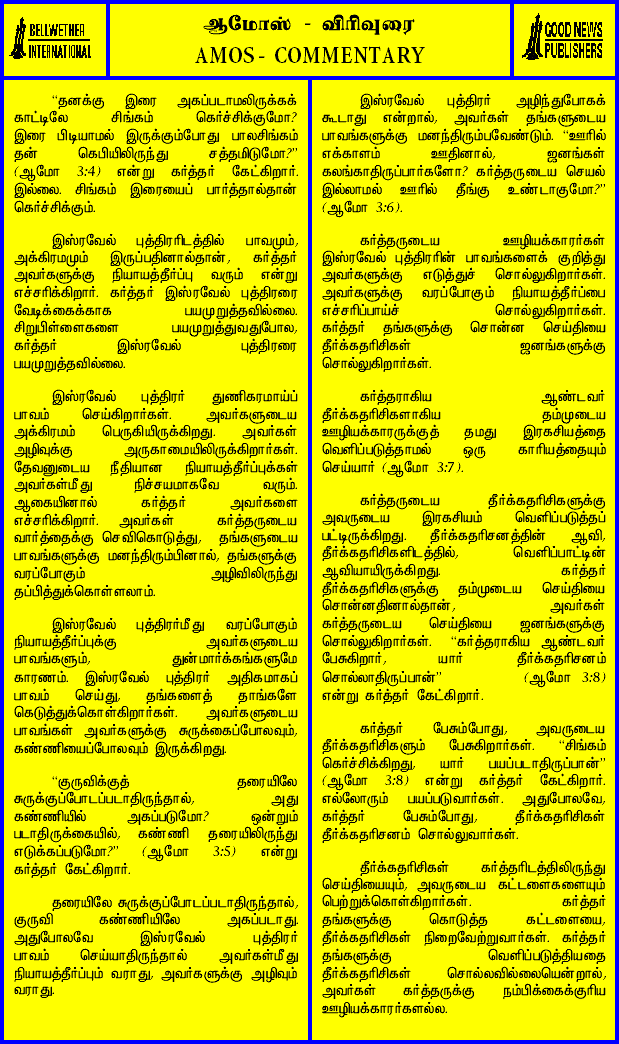 BELLWETHER
INTERNATIONAL
ஆமோஸ் - விரிவுரை
AMOS - COMMENTARY
GOOD NEWS
PUBLISHERS
“தனக்கு இரை அகப்படாமலிருக்கக்
காட்டிலே சிங்கம் கெர்ச்சிக்குமோ?
இரை பிடியாமல் இருக்கும்போது பாலசிங்கம்
தன் கெபியிலிருந்து சத்தமிடுமோ?”
(ஆமோ 3:4) என்று கர்த்தர் கேட்கிறார்.
இல்லை. சிங்கம் இரையைப் பார்த்தால்தான்
கெர்ச்சிக்கும்.
இஸ்ரவேல் புத்திரரிடத்தில் பாவமும்,
அக்கிரமமும் இருப்பதினால்தான், கர்த்தர்
அவர்களுக்கு நியாயத்தீர்ப்பு வரும் என்று
எச்சரிக்கிறார். கர்த்தர் இஸ்ரவேல் புத்திரரை
வேடிக்கைக்காக பயமுறுத்தவில்லை.
சிறுபிள்ளைகளை பயமுறுத்துவதுபோல,
கர்த்தர் இஸ்ரவேல் புத்திரரை
பயமுறுத்தவில்லை.
இஸ்ரவேல் புத்திரர் துணிகரமாய்ப்
பாவம் செய்கிறார்கள். அவர்களுடைய
அக்கிரமம் பெருகியிருக்கிறது. அவர்கள்
அழிவுக்கு அருகாமையிலிருக்கிறார்கள்.
தேவனுடைய நீதியான நியாயத்தீர்ப்புக்கள்
அவர்கள்மீது நிச்சயமாகவே வரும்.
ஆகையினால் கர்த்தர் அவர்களை
எச்சரிக்கிறார். அவர்கள் கர்த்தருடைய
வார்த்தைக்கு செவிகொடுத்து, தங்களுடைய
பாவங்களுக்கு மனந்திரும்பினால், தங்களுக்கு
வரப்போகும் அழிவிலிருந்து
தப்பித்துக்கொள்ளலாம்.
இஸ்ரவேல் புத்திரர்மீது வரப்போகும்
நியாயத்தீர்ப்புக்கு அவர்களுடைய
பாவங்களும், துன்மார்க்கங்களுமே
காரணம். இஸ்ரவேல் புத்திரர் அதிகமாகப்
பாவம் செய்து, தங்களைத் தாங்களே
கெடுத்துக்கொள்கிறார்கள். அவர்களுடைய
பாவங்கள் அவர்களுக்கு சுருக்கைப்போலவும்,
கண்ணியைப்போலவும் இருக்கிறது.
“குருவிக்குத் தரையிலே
சுருக்குப்போடப்படாதிருந்தால், அது
கண்ணியில் அகப்படுமோ? ஒன்றும்
படாதிருக்கையில், கண்ணி தரையிலிருந்து
எடுக்கப்படுமோ?” (ஆமோ 3:5) என்று
கர்த்தர் கேட்கிறார்.
தரையிலே சுருக்குப்போடப்படாதிருந்தால்,
குருவி கண்ணியிலே அகப்படாது.
அதுபோலவே இஸ்ரவேல் புத்திரர்
பாவம் செய்யாதிருந்தால் அவர்கள்மீது
நியாயத்தீர்ப்பும் வராது, அவர்களுக்கு அழிவும்
வராது.
இஸ்ரவேல் புத்திரர் அழிந்துபோகக்
கூடாது என்றால், அவர்கள் தங்களுடைய
பாவங்களுக்கு மனந்திரும்பவேண்டும். “ஊரில்
எக்காளம் ஊதினால், ஜனங்கள்
கலங்காதிருப்பார்களோ? கர்த்தருடைய செயல்
இல்லாமல் ஊரில் தீங்கு உண்டாகுமோ?”
(ஆமோ 3:6).
கர்த்தருடைய ஊழியக்காரர்கள்
இஸ்ரவேல் புத்திரரின் பாவங்களைக் குறித்து
அவர்களுக்கு எடுத்துச் சொல்லுகிறார்கள்.
அவர்களுக்கு வரப்போகும் நியாயத்தீர்ப்பை
எச்சரிப்பாய்ச் சொல்லுகிறார்கள்.
கர்த்தர் தங்களுக்கு சொன்ன செய்தியை
தீர்க்கதரிசிகள் ஜனங்களுக்கு
சொல்லுகிறார்கள்.
கர்த்தராகிய ஆண்டவர்
தீர்க்கதரிசிகளாகிய தம்முடைய
ஊழியக்காரருக்குத் தமது இரகசியத்தை
வெளிப்படுத்தாமல் ஒரு காரியத்தையும்
செய்யார் (ஆமோ 3:7).
கர்த்தருடைய தீர்க்கதரிசிகளுக்கு
அவருடைய இரகசியம் வெளிப்படுத்தப்
பட்டிருக்கிறது. தீர்க்கதரிசனத்தின் ஆவி,
தீர்க்கதரிசிகளிடத்தில், வெளிப்பாட்டின்
ஆவியாயிருக்கிறது. கர்த்தர்
தீர்க்கதரிசிகளுக்கு தம்முடைய செய்தியை
சொன்னதினால்தான், அவர்கள்
கர்த்தருடைய செய்தியை ஜனங்களுக்கு
சொல்லுகிறார்கள். “கர்த்தராகிய ஆண்டவர்
பேசுகிறார், யார் தீர்க்கதரிசனம்
சொல்லாதிருப்பான்” (ஆமோ 3:8)
என்று கர்த்தர் கேட்கிறார்.
கர்த்தர் பேசும்போது, அவருடைய
தீர்க்கதரிசிகளும் பேசுகிறார்கள். “சிங்கம்
கெர்ச்சிக்கிறது, யார் பயப்படாதிருப்பான்”
(ஆமோ 3:8) என்று கர்த்தர் கேட்கிறார்.
எல்லோரும் பயப்படுவார்கள். அதுபோலவே,
கர்த்தர் பேசும்போது, தீர்க்கதரிசிகள்
தீர்க்கதரிசனம் சொல்லுவார்கள்.
தீர்க்கதரிசிகள் கர்த்தரிடத்திலிருந்து
செய்தியையும், அவருடைய கட்டளைகளையும்
பெற்றுக்கொள்கிறார்கள். கர்த்தர்
தங்களுக்கு கொடுத்த கட்டளையை,
தீர்க்கதரிசிகள் நிறைவேற்றுவார்கள். கர்த்தர்
தங்களுக்கு வெளிப்படுத்தியதை
தீர்க்கதரிசிகள் சொல்லவில்லையென்றால்,
அவர்கள் கர்த்தருக்கு நம்பிக்கைக்குரிய
ஊழியக்காரர்களல்ல.